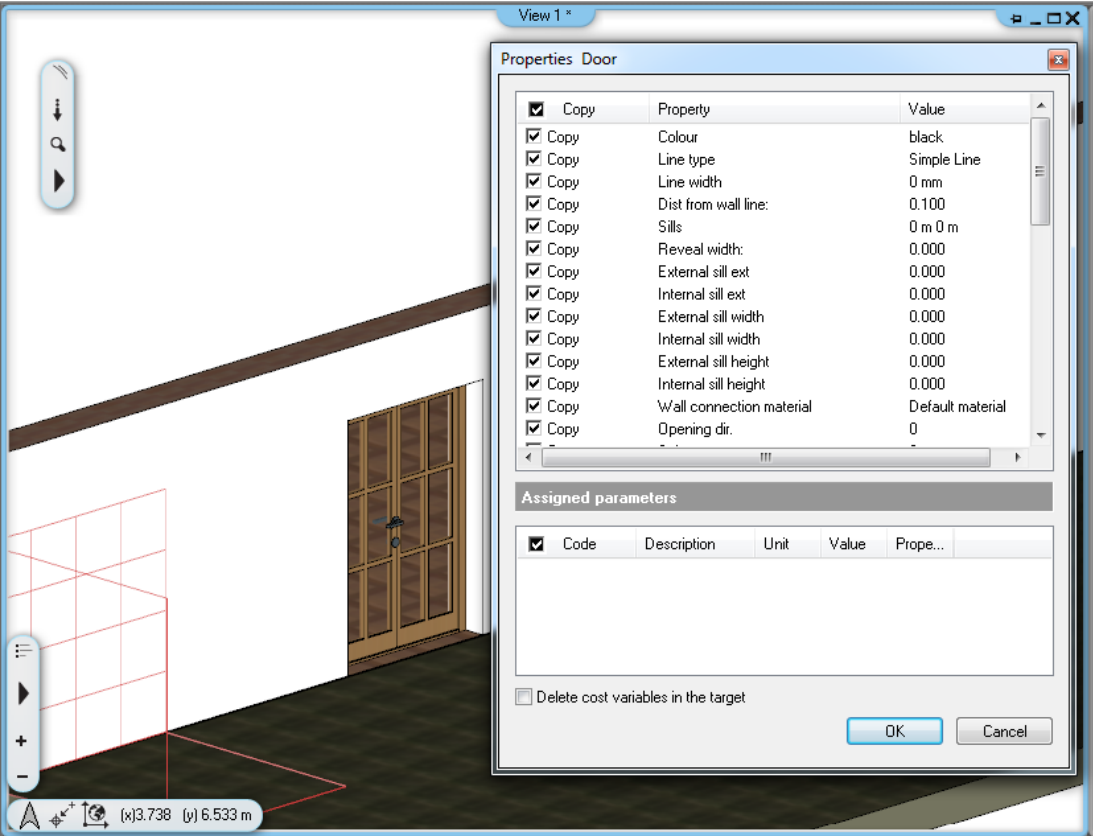 View 1 *
Properties Door
Copy Property Value
Copy Colour black
Copy Line type Simple Line
Copy Line width 0 mm
Copy Dist from wall line: 0.100
Copy Sills 0 m 0 m
Copy Reveal width: 0.000
Copy External sill ext 0.000
Copy Internal sill ext 0.000
Copy External sill width 0.000
Copy Internal sill width 0.000
Copy External sill height 0.000
Copy Internal sill height 0.000
Copy Wall connection material Default material
Copy Opening dir. 0
Assigned parameters
Code Description Unit Value Prope...
Delete cost variables in the target
OK Cancel
(x)3.738 (y) 6.533 m